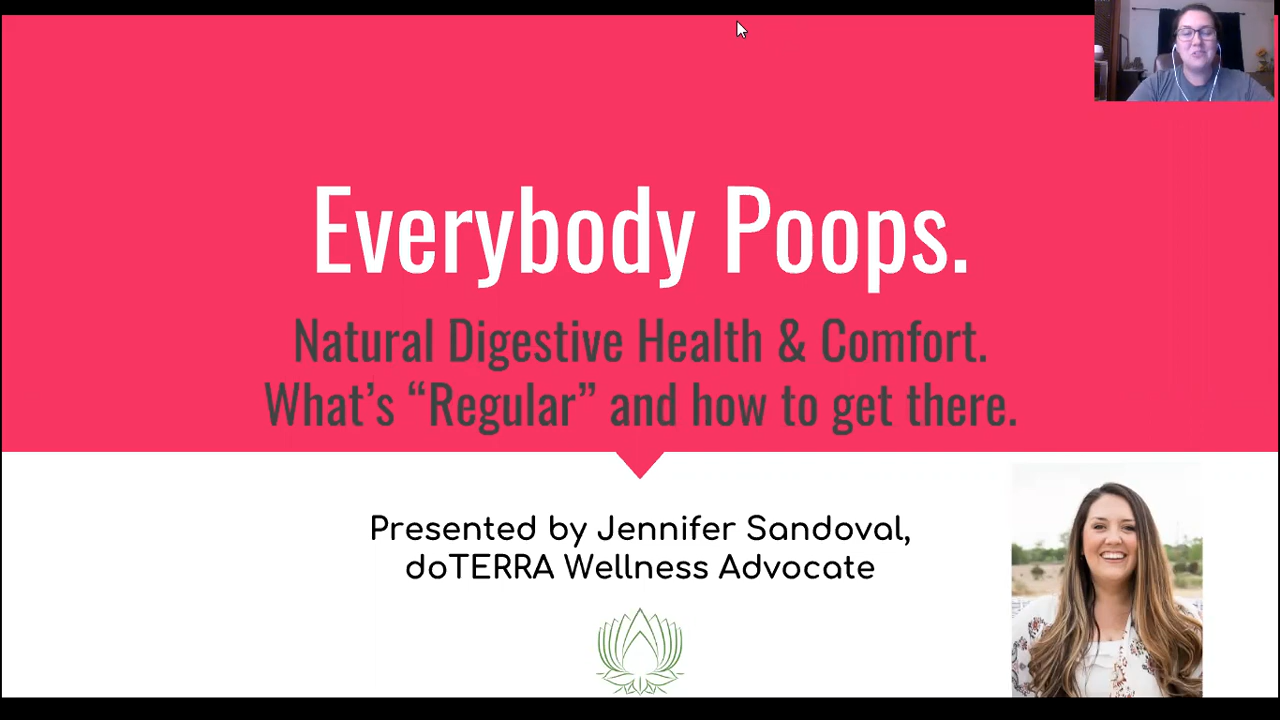 Everybody Poops.
Natural Digestive Health & Comfort.
What’s “Regular” and how to get there.
Presented by Jennifer Sandoval,
doTERRA Wellness Advocate